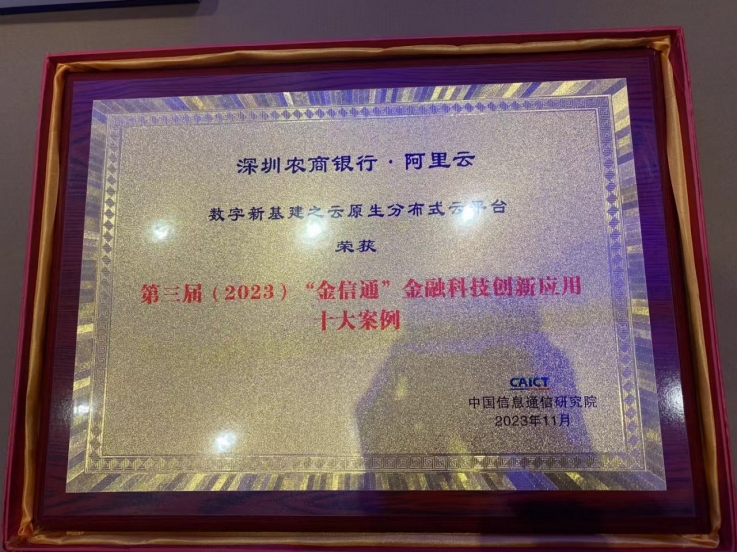 深圳农商银行·阿里云
数字新基建之云原生分布式云平台
荣获
第三届（2023）“金信通”金融科技创新应用
十大案例
CAICT
中国信息通信研究院
2023年11月